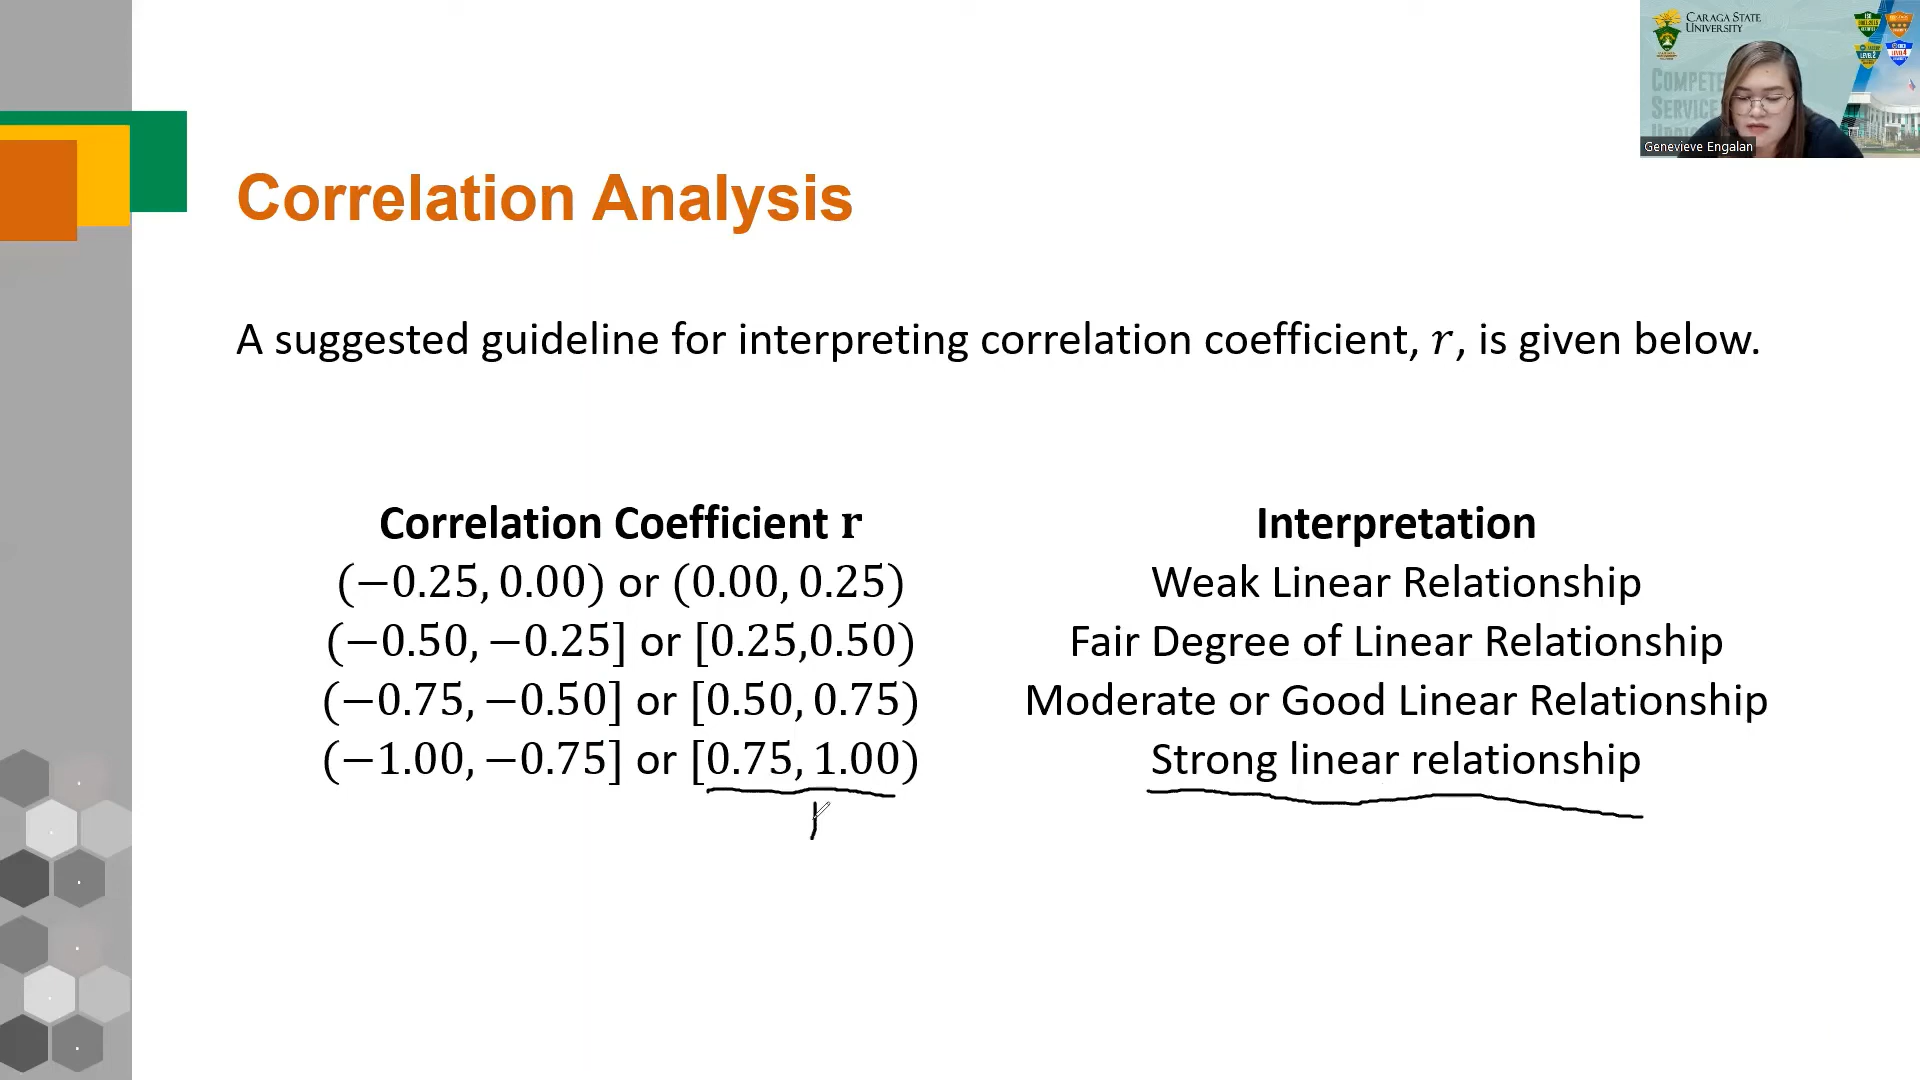 CARAGA STATE
UNIVERSITY
COMPETE
SERVICE
Genevieve Engalan
Correlation Analysis
A suggested guideline for interpreting correlation coefficient, r, is given below.
Correlation Coefficient r Interpretation
(−0.25, 0.00) or (0.00, 0.25) Weak Linear Relationship
(−0.50, −0.25] or [0.25,0.50) Fair Degree of Linear Relationship
(−0.75, −0.50] or [0.50, 0.75) Moderate or Good Linear Relationship
(−1.00, −0.75] or [0.75, 1.00) Strong linear relationship